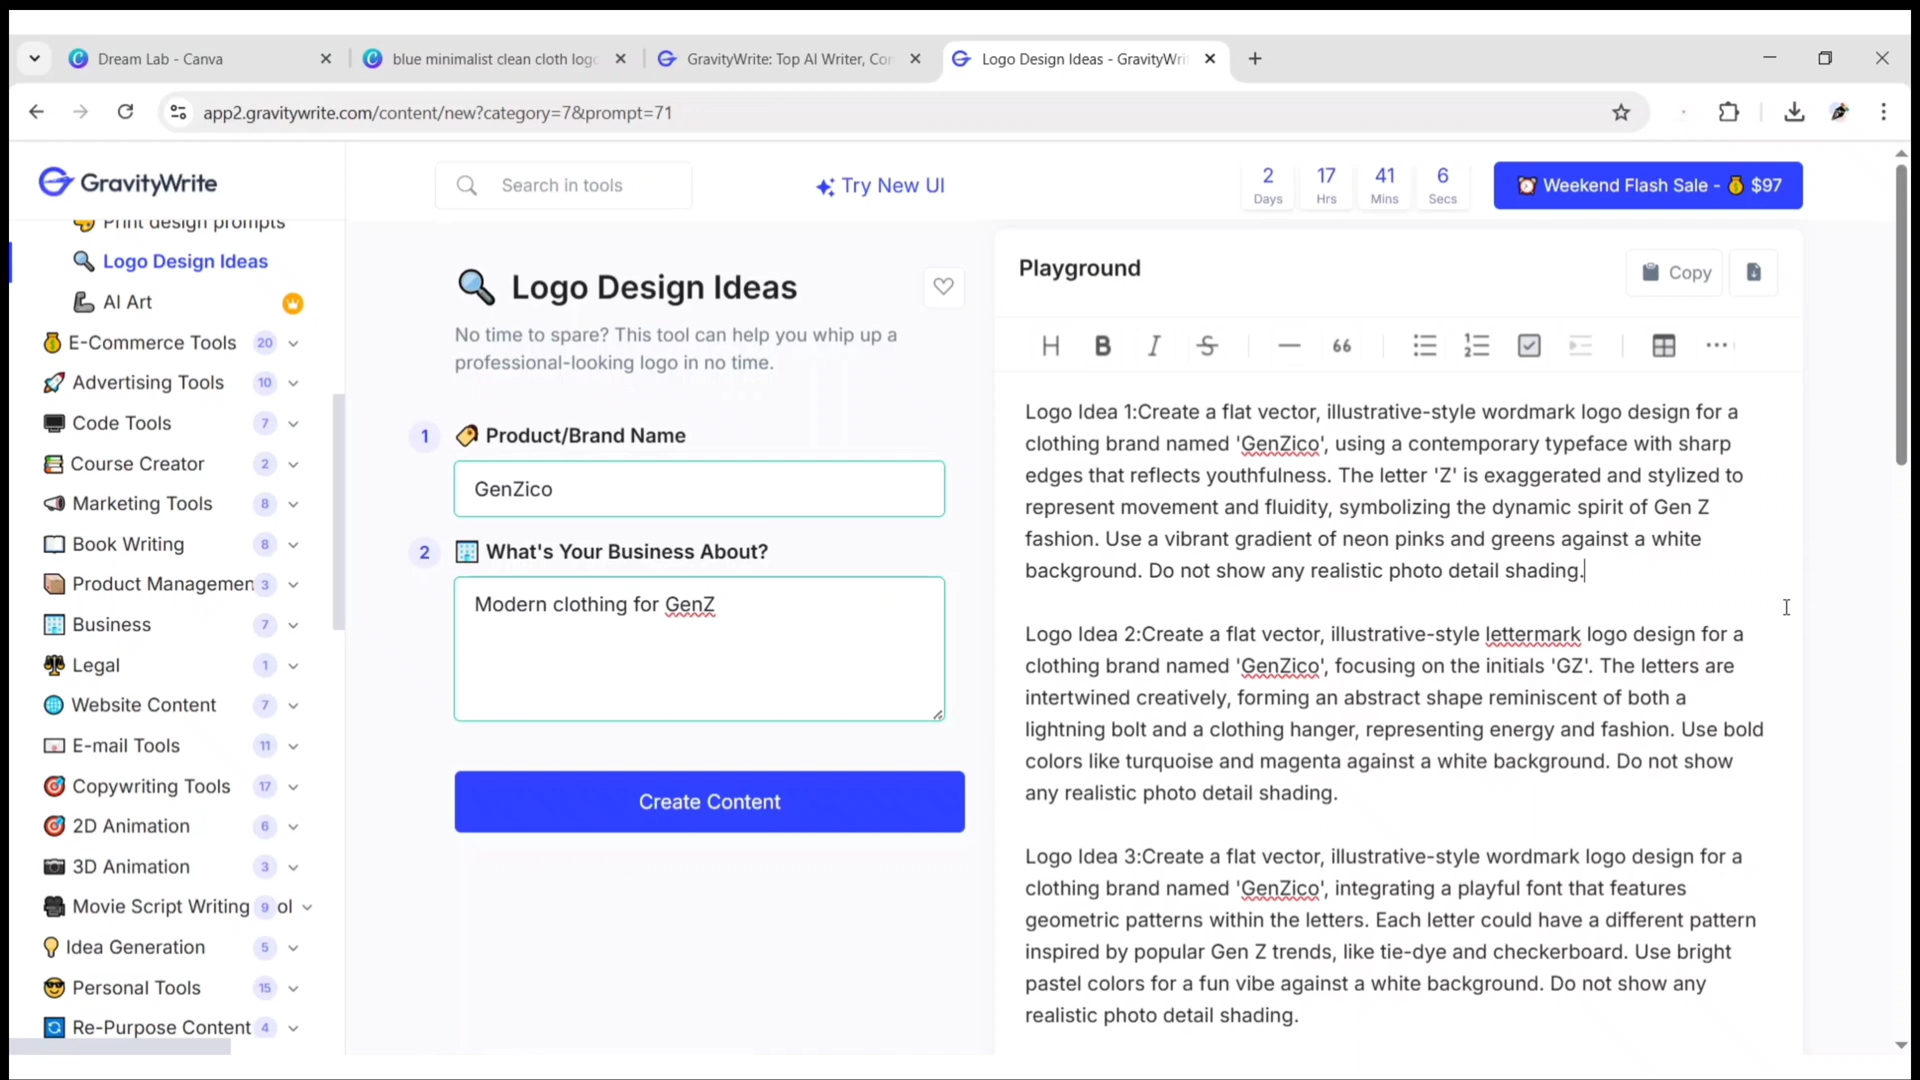 Dream Lab - Canva
blue minimalist clean cloth logo
GravityWrite: Top AI Writer, Con
Logo Design Ideas - GravityWri
app2.gravitywrite.com/content/new?category=7&prompt=71
GravityWrite
Search in tools
Try New UI
2 17 41 6
Days Hrs Mins Secs
Weekend Flash Sale - $97
Print design prompts
Logo Design Ideas
AI Art
E-Commerce Tools 20
Advertising Tools 10
Code Tools 7
Course Creator 2
Marketing Tools 8
Book Writing 8
Product Managemen 3
Business 7
Legal 1
Website Content 7
E-mail Tools 11
Copywriting Tools 17
2D Animation 6
3D Animation 3
Movie Script Writing 9 ol
Idea Generation 5
Personal Tools 15
Re-Purpose Content 4
Logo Design Ideas
No time to spare? This tool can help you whip up a
professional-looking logo in no time.
1 Product/Brand Name
GenZico
2 What's Your Business About?
Modern clothing for GenZ
Create Content
Playground
Copy
H B I S 66
Logo Idea 1:Create a flat vector, illustrative-style wordmark logo design for a
clothing brand named 'GenZico', using a contemporary typeface with sharp
edges that reflects youthfulness. The letter 'Z' is exaggerated and stylized to
represent movement and fluidity, symbolizing the dynamic spirit of Gen Z
fashion. Use a vibrant gradient of neon pinks and greens against a white
background. Do not show any realistic photo detail shading.
Logo Idea 2:Create a flat vector, illustrative-style lettermark logo design for a
clothing brand named 'GenZico', focusing on the initials 'GZ'. The letters are
intertwined creatively, forming an abstract shape reminiscent of both a
lightning bolt and a clothing hanger, representing energy and fashion. Use bold
colors like turquoise and magenta against a white background. Do not show
any realistic photo detail shading.
Logo Idea 3:Create a flat vector, illustrative-style wordmark logo design for a
clothing brand named 'GenZico', integrating a playful font that features
geometric patterns within the letters. Each letter could have a different pattern
inspired by popular Gen Z trends, like tie-dye and checkerboard. Use bright
pastel colors for a fun vibe against a white background. Do not show any
realistic photo detail shading.